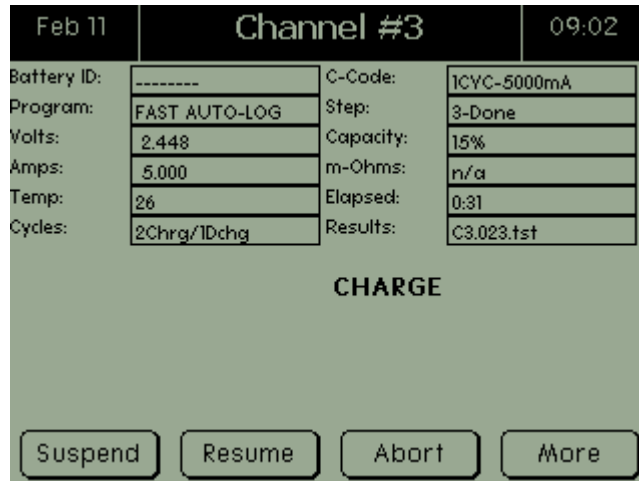 Feb 11 Channel #3 09:02
Battery ID: -------- C-Code: 1CYC-5000mA
Program: FAST AUTO-LOG Step: 3-Done
Volts: 2.448 Capacity: 15%
Amps: 5.000 m-Ohms: n/a
Temp: 26 Elapsed: 0:31
Cycles: 2Chrg/1Dchg Results: C3.023.tst
CHARGE
Suspend Resume Abort More